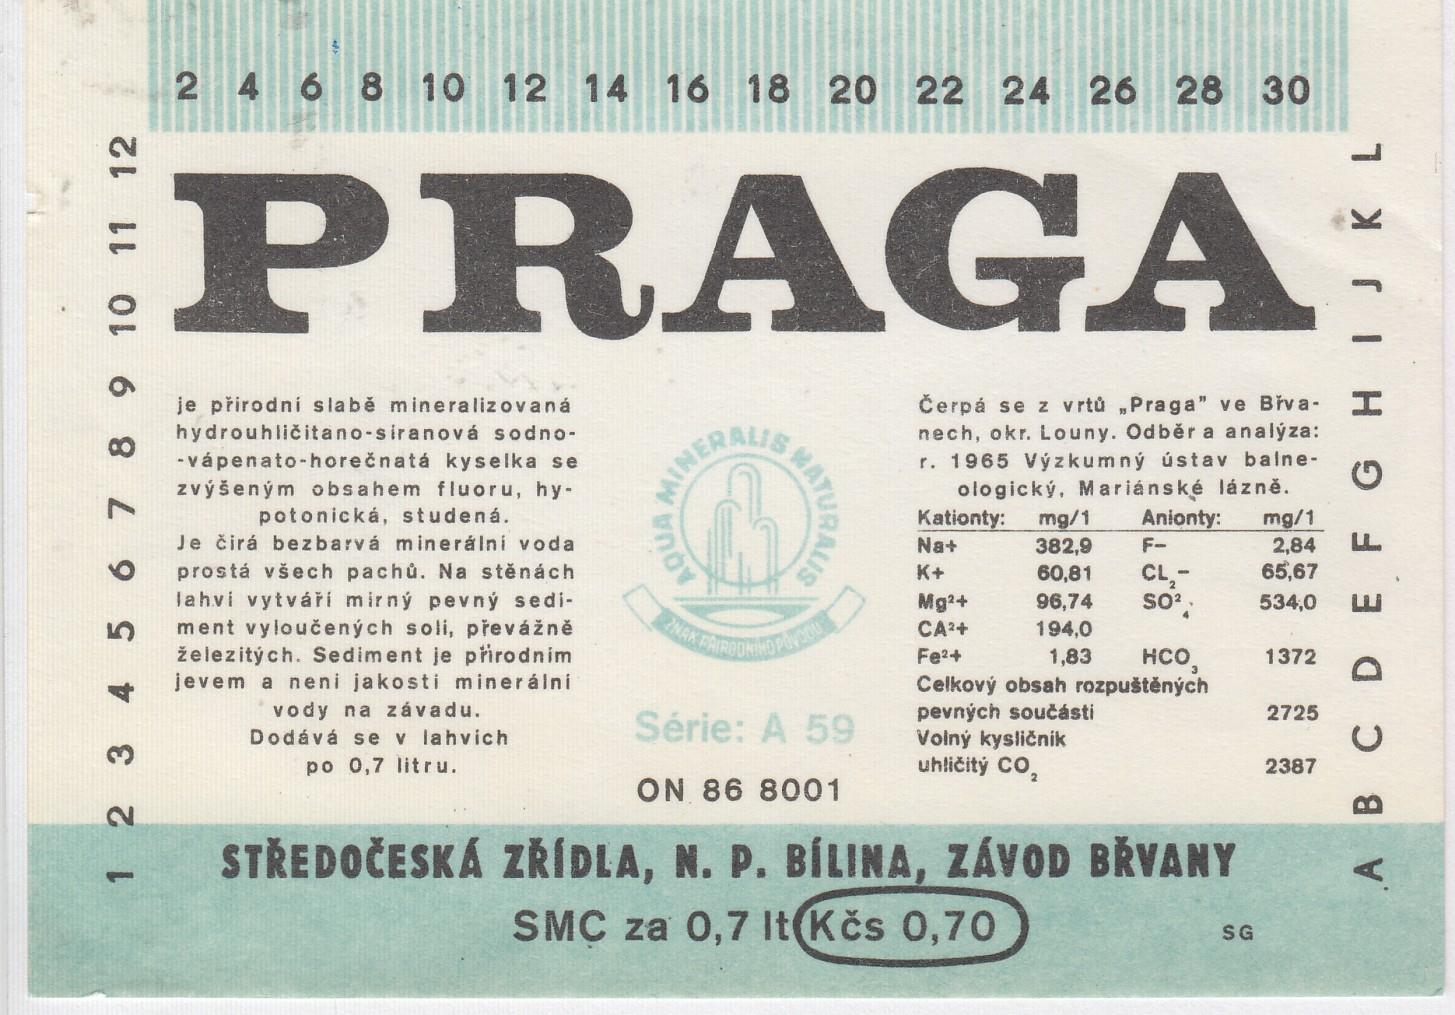 2 4 6 8 10 12 14 16 18 20 22 24 26 28 30
12
11
10
9
8
7
6
5
4
3
2
1
PRAGA
je přírodní slabě mineralizovaná
hydrouhličitano-síranová sodno-
-vápenato-horečnatá kyselka se
zvýšeným obsahem fluoru, hy-
potonická, studená.
Je čirá bezbarvá minerální voda
prostá všech pachů. Na stěnách
lahví vytváří mírný pevný sedi-
ment vyloučených solí, převážně
železitých. Sediment je přírodním
jevem a není jakosti minerální
vody na závadu.
Dodává se v lahvích
po 0,7 litru.
AQUA MINERALIS NATURALIS
ZNAK PŘÍRODNÍHO PŮVODU
Série: A 59
ON 86 8001
Čerpá se z vrtů „Praga" ve Břva-
nech, okr. Louny. Odběr a analýza:
r. 1965 Výzkumný ústav balne-
ologický, Mariánské lázně.
Kationty: mg/1 Anionty: mg/1
Na+ 382,9 F- 2,84
K+ 60,81 CL₂- 65,67
Mg²+ 96,74 SO²₄ 534,0
CA²+ 194,0
Fe²+ 1,83 HCO₃ 1372
Celkový obsah rozpuštěných
pevných součástí 2725
Volný kysličník
uhličitý CO₂ 2387
L
K
J
I
H
G
F
E
D
C
B
A
STŘEDOČESKÁ ZŘÍDLA, N. P. BÍLINA, ZÁVOD BŘVANY
SMC za 0,7 lt Kčs 0,70
SG